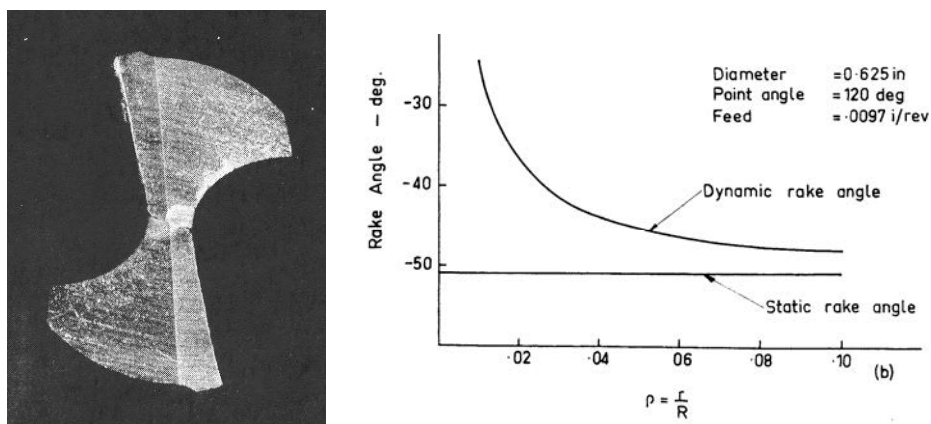 Rake Angle – deg.
-30
-40
-50
Diameter =0·625 in
Point angle = 120 deg
Feed = ·0097 i/rev
Dynamic rake angle
Static rake angle
·02 ·04 ·06 ·08 ·10
(b)
ρ = r/R